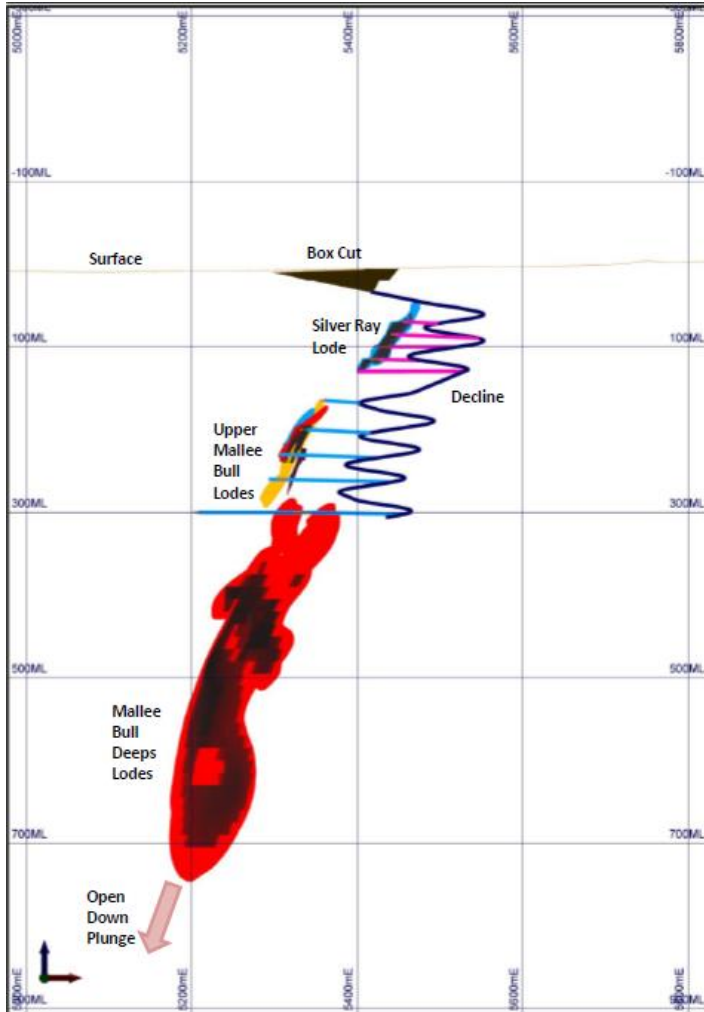 5000mE
5200mE
5400mE
5600mE
5800mE
-100ML
-100ML
Surface
Box Cut
Silver Ray
Lode
100ML
100ML
Decline
Upper
Mallee
Bull
Lodes
300ML
300ML
500ML
500ML
Mallee
Bull
Deeps
Lodes
700ML
700ML
Open
Down
Plunge
5200mE
5400mE
5600mE